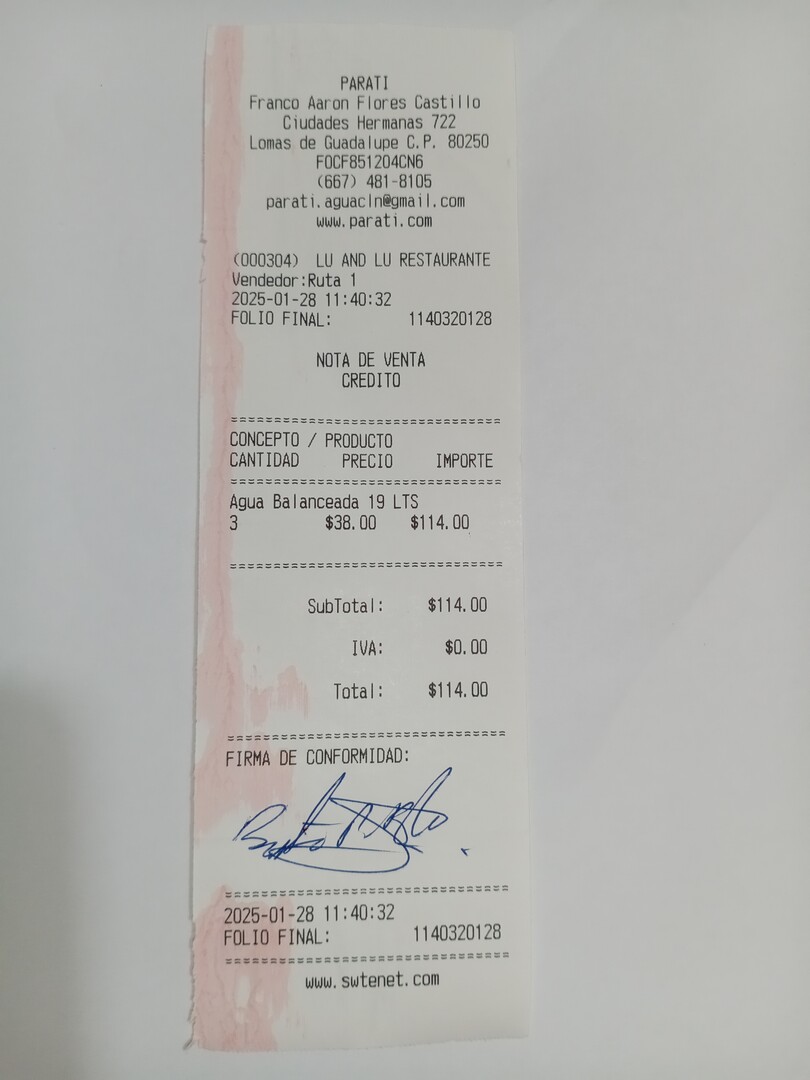 PARATI
Franco Aaron Flores Castillo
Ciudades Hermanas 722
Lomas de Guadalupe C.P. 80250
FOCF851204CN6
(667) 481-8105
parati.aguacln@gmail.com
www.parati.com
(000304) LU AND LU RESTAURANTE
Vendedor:Ruta 1
2025-01-28 11:40:32
FOLIO FINAL: 1140320128
NOTA DE VENTA
CREDITO
================================
CONCEPTO / PRODUCTO
CANTIDAD PRECIO IMPORTE
================================
Agua Balanceada 19 LTS
3 $38.00 $114.00
================================
SubTotal: $114.00
IVA: $0.00
Total: $114.00
================================
FIRMA DE CONFORMIDAD:
================================
2025-01-28 11:40:32
FOLIO FINAL: 1140320128
================================
www.swtenet.com